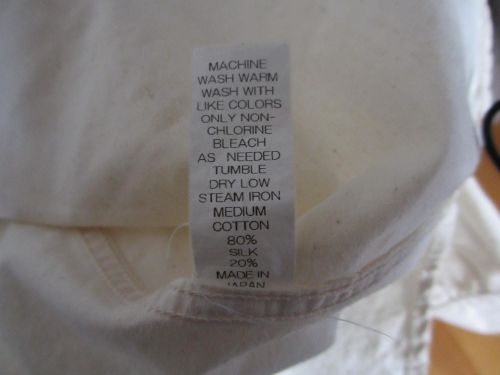 MACHINE
WASH WARM
WASH WITH
LIKE COLORS
ONLY NON-
CHLORINE
BLEACH
AS NEEDED
TUMBLE
DRY LOW
STEAM IRON
MEDIUM
COTTON
80%
SILK
20%
MADE IN
JAPAN